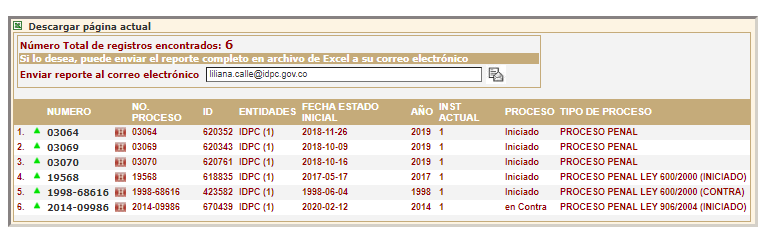 Descargar página actual
Número Total de registros encontrados: 6
Si lo desea, puede enviar el reporte completo en archivo de Excel a su correo electrónico
Enviar reporte al correo electrónico liliana.calle@idpc.gov.co
NUMERO NO. PROCESO ID ENTIDADES FECHA ESTADO INICIAL AÑO INST ACTUAL PROCESO TIPO DE PROCESO
1. 03064 H 03064 620352 IDPC (1) 2018-11-26 2019 1 Iniciado PROCESO PENAL
2. 03069 H 03069 620343 IDPC (1) 2018-10-09 2019 1 Iniciado PROCESO PENAL
3. 03070 H 03070 620761 IDPC (1) 2018-10-16 2019 1 Iniciado PROCESO PENAL
4. 19568 H 19568 618835 IDPC (1) 2017-05-17 2017 1 Iniciado PROCESO PENAL LEY 600/2000 (INICIADO)
5. 1998-68616 H 1998-68616 423582 IDPC (1) 1998-06-04 1998 1 Iniciado PROCESO PENAL LEY 600/2000 (CONTRA)
6. 2014-09986 H 2014-09986 670439 IDPC (1) 2020-02-12 2014 1 en Contra PROCESO PENAL LEY 906/2004 (INICIADO)